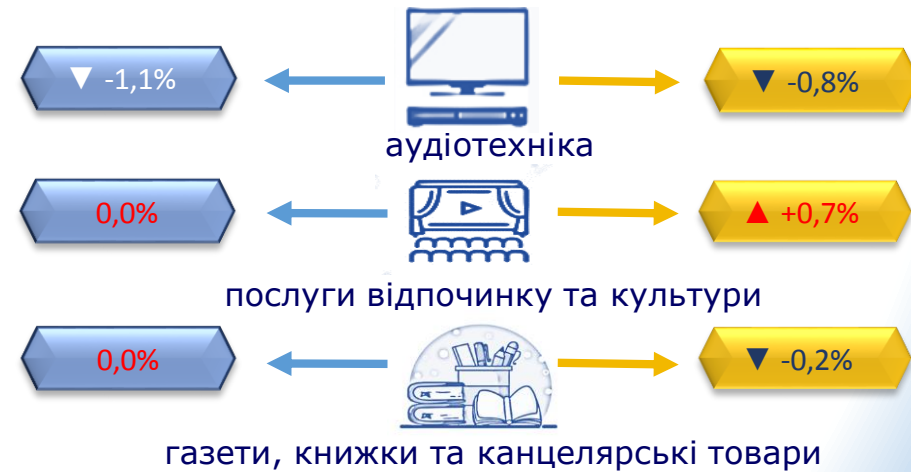 ▼ -1,1%
▼ -0,8%
аудіотехніка
0,0%
▲ +0,7%
послуги відпочинку та культури
0,0%
▼ -0,2%
газети, книжки та канцелярські товари